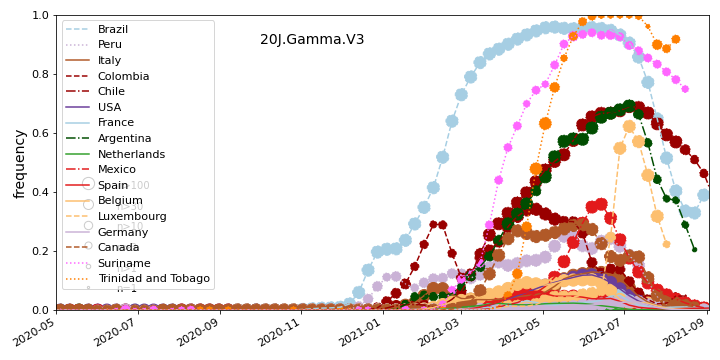 20J.Gamma.V3
1.0
0.8
0.6
0.4
0.2
0.0
frequency
Brazil
Peru
Italy
Colombia
Chile
USA
France
Argentina
Netherlands
Mexico
Spain
Belgium
Luxembourg
Germany
Canada
Suriname
Trinidad and Tobago
n>100
n=1
2020-05
2020-07
2020-09
2020-11
2021-01
2021-03
2021-05
2021-07
2021-09